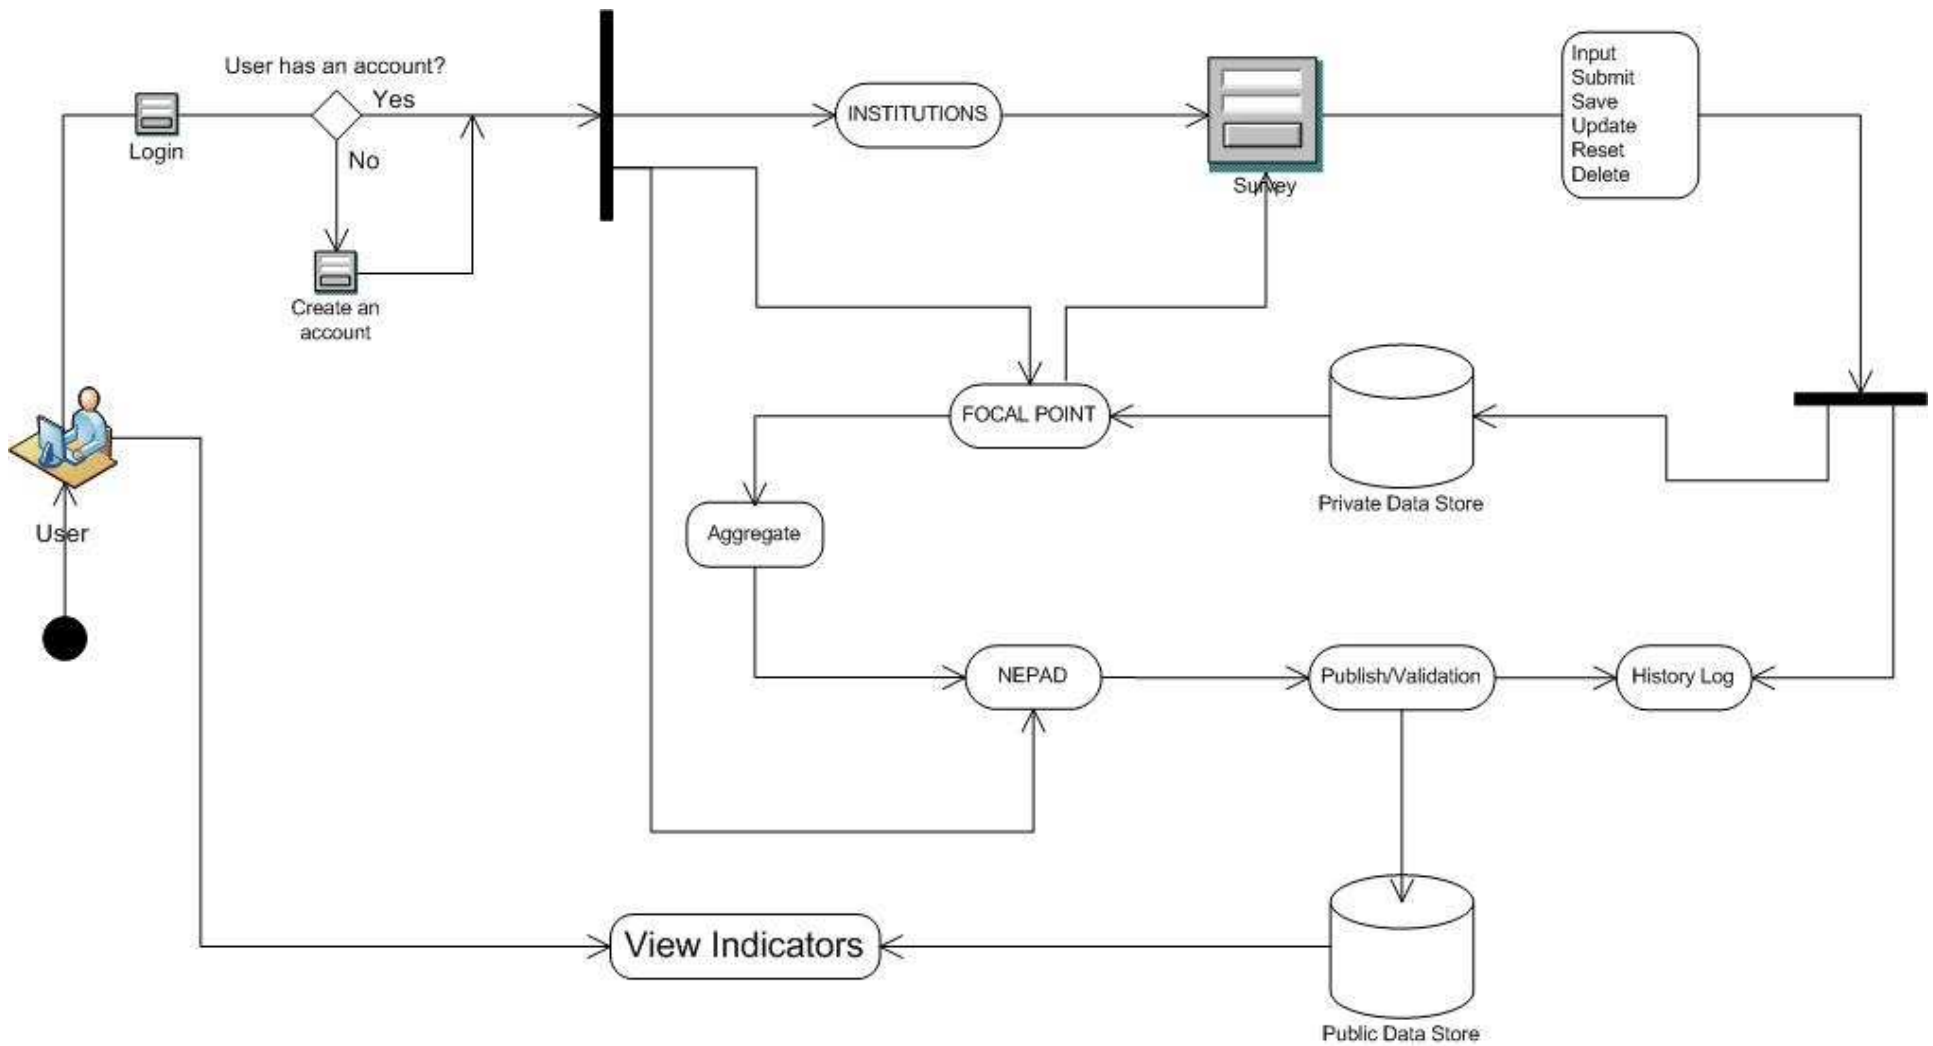 User has an account?
Yes
Login
No
Create an
account
User
INSTITUTIONS
Survey
Input
Submit
Save
Update
Reset
Delete
FOCAL POINT
Private Data Store
Aggregate
NEPAD
Publish/Validation
History Log
View Indicators
Public Data Store